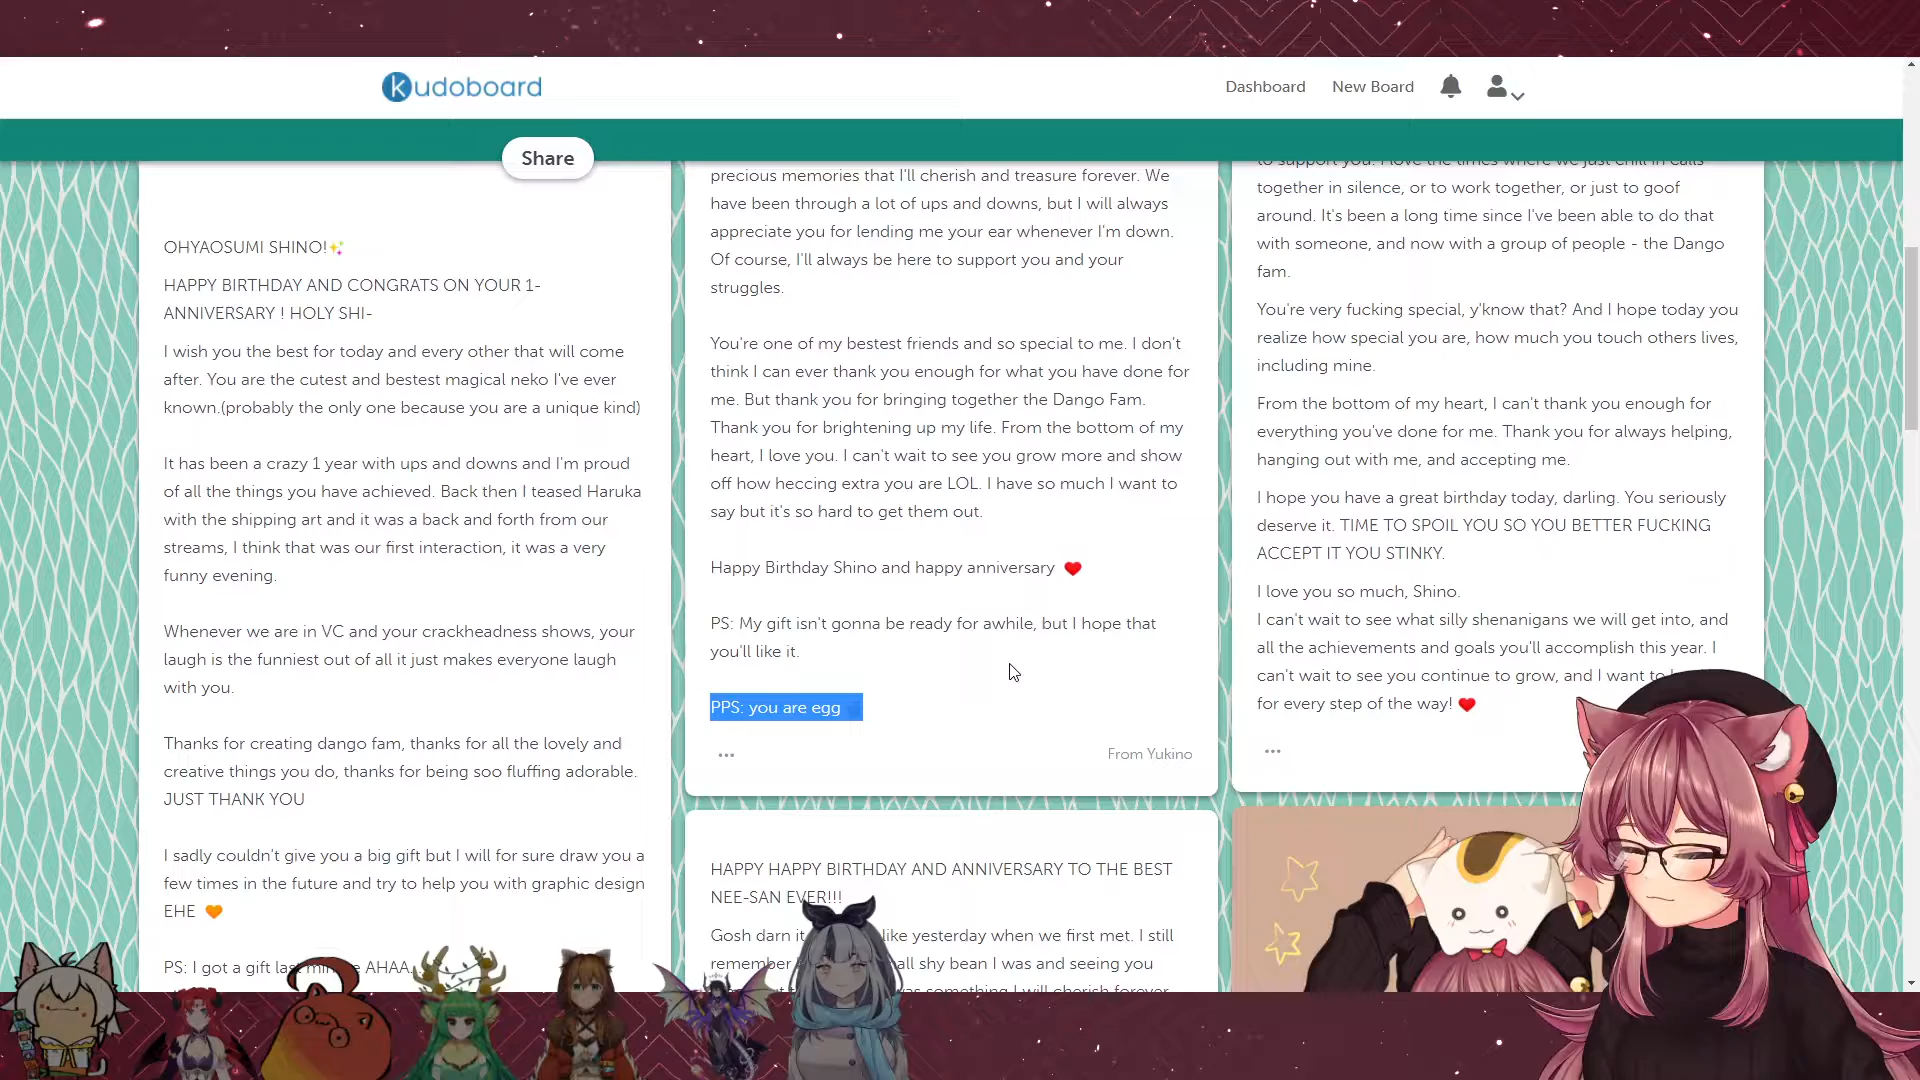 kudoboard
Dashboard
New Board
Share
OHYAOSUMI SHINO!✨
HAPPY BIRTHDAY AND CONGRATS ON YOUR 1-
ANNIVERSARY ! HOLY SHI-
I wish you the best for today and every other that will come
after. You are the cutest and bestest magical neko I've ever
known.(probably the only one because you are a unique kind)
It has been a crazy 1 year with ups and downs and I'm proud
of all the things you have achieved. Back then I teased Haruka
with the shipping art and it was a back and forth from our
streams, I think that was our first interaction, it was a very
funny evening.
Whenever we are in VC and your crackheadness shows, your
laugh is the funniest out of all it just makes everyone laugh
with you.
Thanks for creating dango fam, thanks for all the lovely and
creative things you do, thanks for being soo fluffing adorable.
JUST THANK YOU
I sadly couldn't give you a big gift but I will for sure draw you a
few times in the future and try to help you with graphic design
EHE 🧡
PS: I got a gift last AHAA.
precious memories that I'll cherish and treasure forever. We
have been through a lot of ups and downs, but I will always
appreciate you for lending me your ear whenever I'm down.
Of course, I'll always be here to support you and your
struggles.
You're one of my bestest friends and so special to me. I don't
think I can ever thank you enough for what you have done for
me. But thank you for bringing together the Dango Fam.
Thank you for brightening up my life. From the bottom of my
heart, I love you. I can't wait to see you grow more and show
off how heccing extra you are LOL. I have so much I want to
say but it's so hard to get them out.
Happy Birthday Shino and happy anniversary ❤️
PS: My gift isn't gonna be ready for awhile, but I hope that
you'll like it.
PPS: you are egg
From Yukino
HAPPY HAPPY BIRTHDAY AND ANNIVERSARY TO THE BEST
NEE-SAN EVER!!!
Gosh darn it like yesterday when we first met. I still
remember all shy bean I was and seeing you
was something I will cherish forever
to support you. I love the times where we just chill in calls
together in silence, or to work together, or just to goof
around. It's been a long time since I've been able to do that
with someone, and now with a group of people - the Dango
fam.
You're very fucking special, y'know that? And I hope today you
realize how special you are, how much you touch others lives,
including mine.
From the bottom of my heart, I can't thank you enough for
everything you've done for me. Thank you for always helping,
hanging out with me, and accepting me.
I hope you have a great birthday today, darling. You seriously
deserve it. TIME TO SPOIL YOU SO YOU BETTER FUCKING
ACCEPT IT YOU STINKY.
I love you so much, Shino.
I can't wait to see what silly shenanigans we will get into, and
all the achievements and goals you'll accomplish this year. I
can't wait to see you continue to grow, and I want to
for every step of the way! ❤️